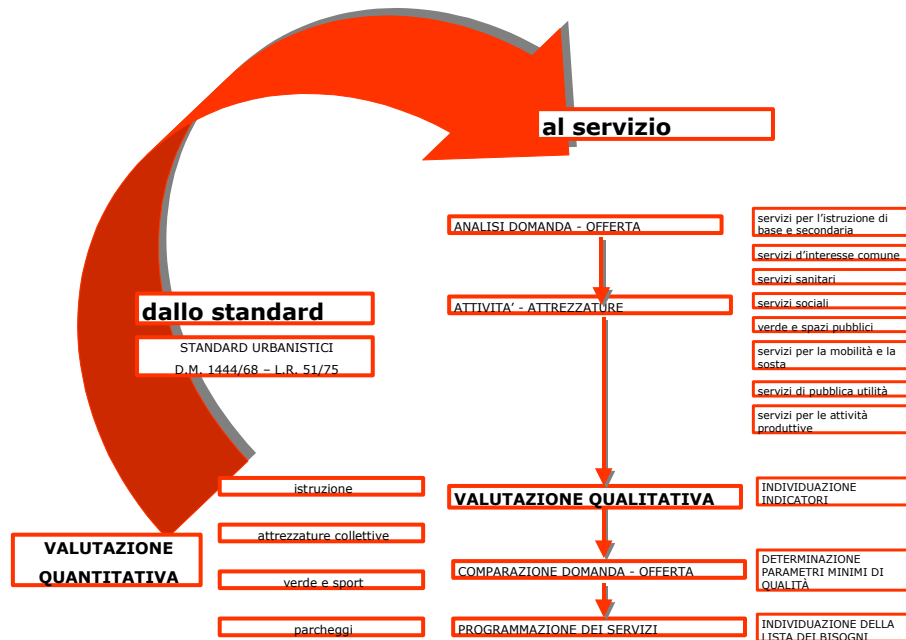 al servizio
dallo standard
STANDARD URBANISTICI
D.M. 1444/68 – L.R. 51/75
VALUTAZIONE
QUANTITATIVA
istruzione
attrezzature collettive
verde e sport
parcheggi
ANALISI DOMANDA - OFFERTA
ATTIVITA' - ATTREZZATURE
VALUTAZIONE QUALITATIVA
COMPARAZIONE DOMANDA - OFFERTA
PROGRAMMAZIONE DEI SERVIZI
servizi per l'istruzione di
base e secondaria
servizi d'interesse comune
servizi sanitari
servizi sociali
verde e spazi pubblici
servizi per la mobilità e la
sosta
servizi di pubblica utilità
servizi per le attività
produttive
INDIVIDUAZIONE
INDICATORI
DETERMINAZIONE
PARAMETRI MINIMI DI
QUALITÀ
INDIVIDUAZIONE DELLA
LISTA DEI BISOGNI